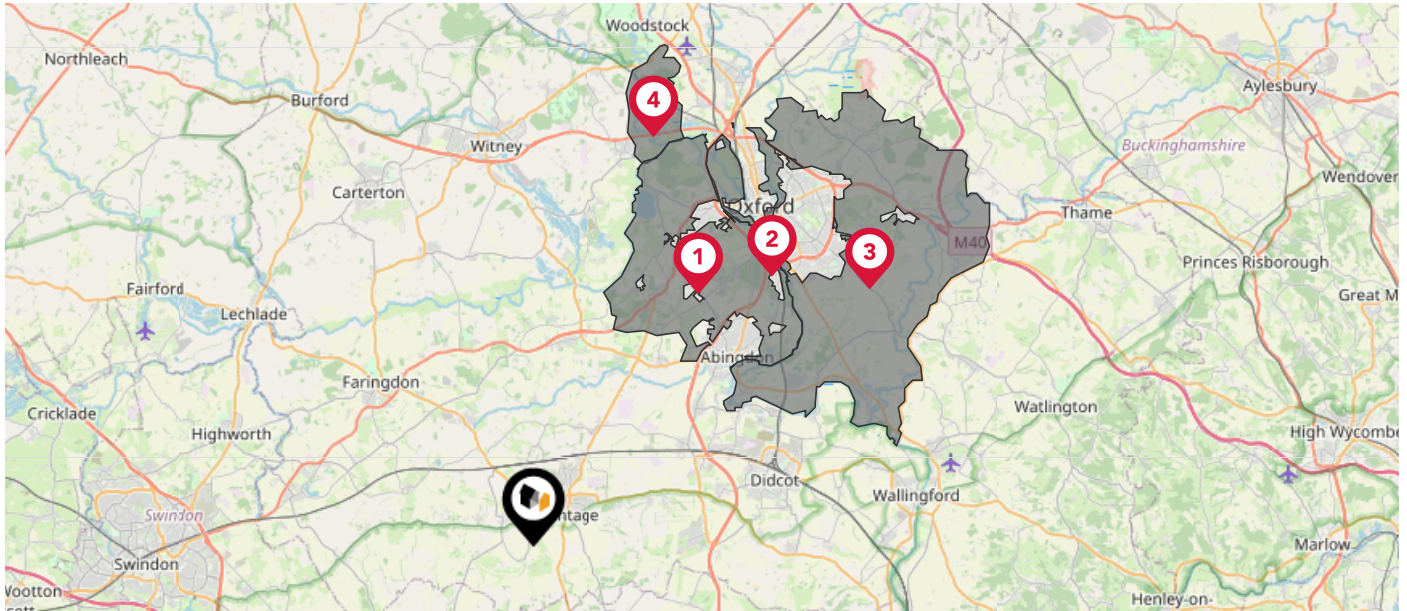 Woodstock
Northleach
Aylesbury
4
Burford
Witney
Buckinghamshire
Wendover
Carterton
Oxford
Thame
2
M40
1
3
Princes Risborough
Fairford
Great M
Lechlade
Abingdon
Faringdon
Watlington
Cricklade
Highworth
High Wycombe
Didcot
Wallingford
Swindon
ntage
Marlow
Swindon
Wootton
Henley-on-